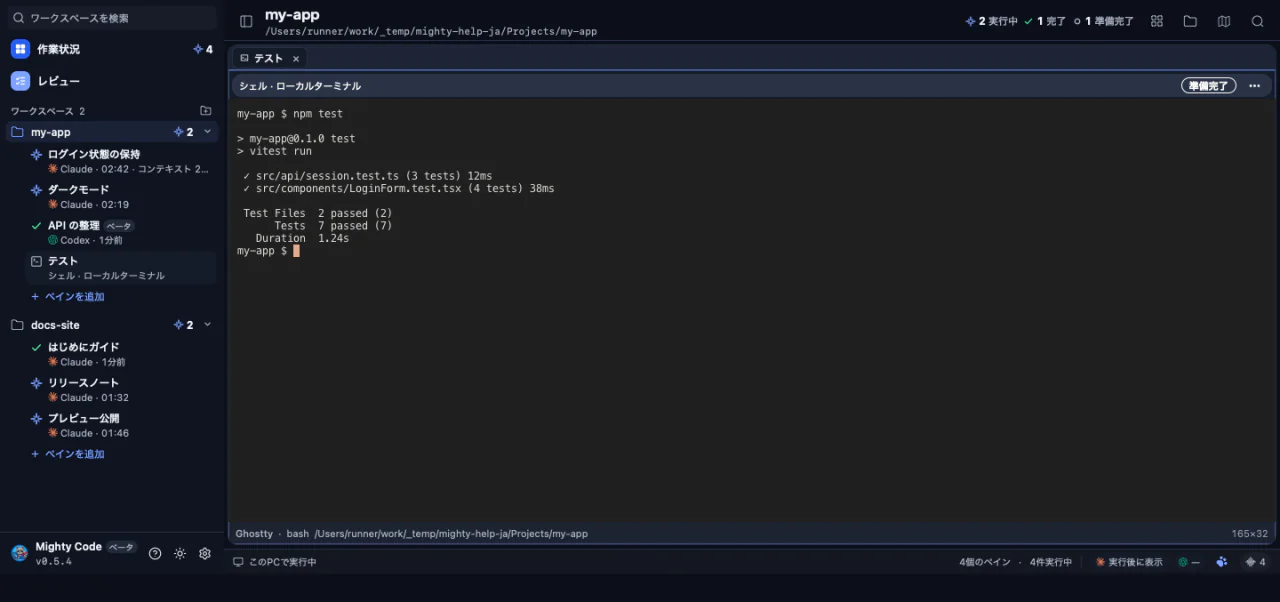 ワークスペースを検索
作業状況 4
レビュー
ワークスペース 2
my-app 2
ログイン状態の保持
Claude · 02:42 · コンテキスト 2...
ダークモード
Claude · 02:19
API の整理 ベータ
Codex · 1分前
テスト
シェル · ローカルターミナル
+ ペインを追加
docs-site 2
はじめにガイド
Claude · 1分前
リリースノート
Claude · 01:32
プレビュー公開
Claude · 01:46
+ ペインを追加
Mighty Code ベータ
v0.5.4
my-app
/Users/runner/work/_temp/mighty-help-ja/Projects/my-app
2 実行中 ✓ 1 完了 ○ 1 準備完了
テスト ×
シェル · ローカルターミナル
準備完了 ...
my-app $ npm test
> my-app@0.1.0 test
> vitest run
✓ src/api/session.test.ts (3 tests) 12ms
✓ src/components/LoginForm.test.tsx (4 tests) 38ms
Test Files 2 passed (2)
Tests 7 passed (7)
Duration 1.24s
my-app $
Ghostty · bash /Users/runner/work/_temp/mighty-help-ja/Projects/my-app
165×32
このPCで実行中
4個のペイン · 4件実行中
実行後に表示
—
4